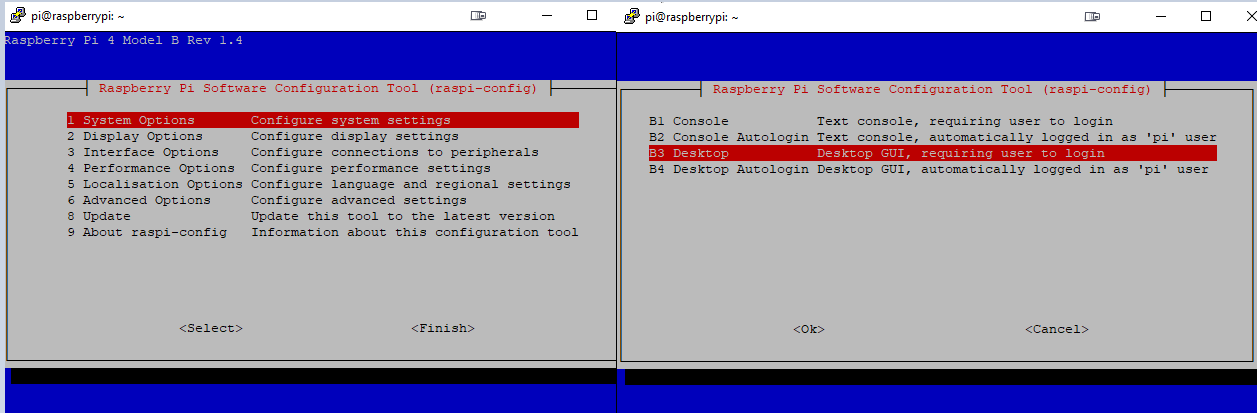 pi@raspberrypi: ~
Raspberry Pi 4 Model B Rev 1.4
Raspberry Pi Software Configuration Tool (raspi-config)
1 System Options Configure system settings
2 Display Options Configure display settings
3 Interface Options Configure connections to peripherals
4 Performance Options Configure performance settings
5 Localisation Options Configure language and regional settings
6 Advanced Options Configure advanced settings
8 Update Update this tool to the latest version
9 About raspi-config Information about this configuration tool
<Select> <Finish>
pi@raspberrypi: ~
Raspberry Pi Software Configuration Tool (raspi-config)
B1 Console Text console, requiring user to login
B2 Console Autologin Text console, automatically logged in as 'pi' user
B3 Desktop Desktop GUI, requiring user to login
B4 Desktop Autologin Desktop GUI, automatically logged in as 'pi' user
<Ok> <Cancel>